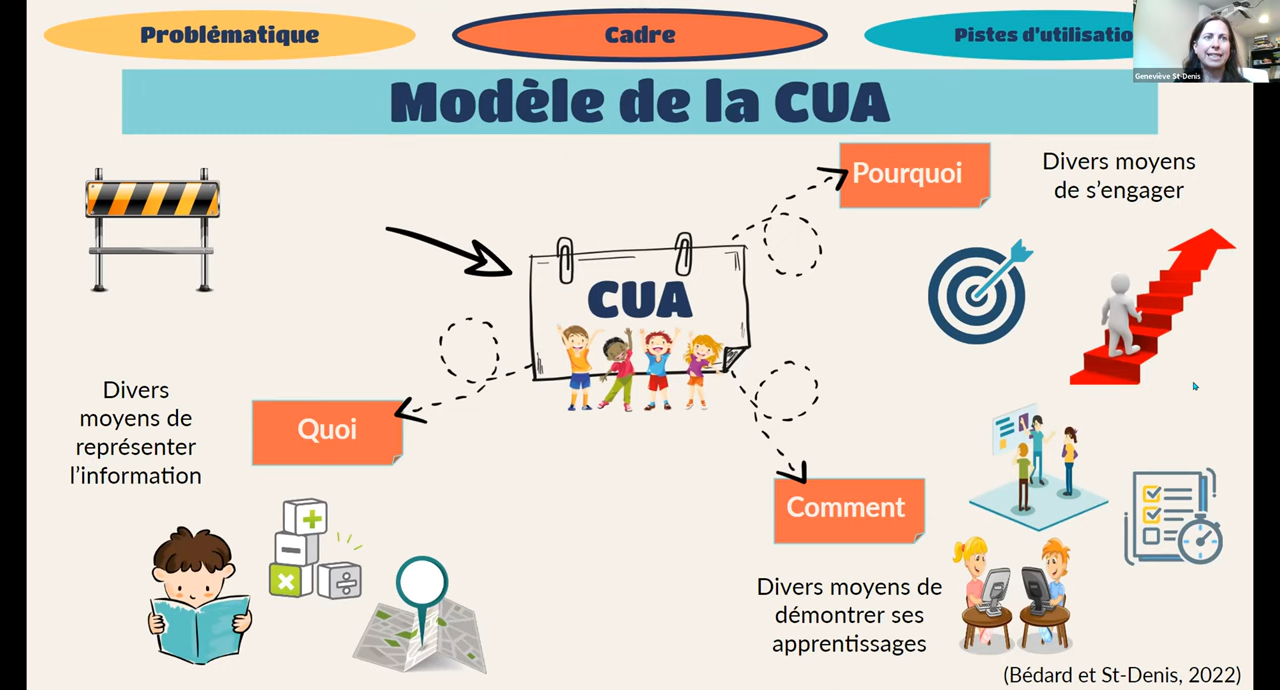 Problématique
Cadre
Pistes d'utilisatio
Geneviève St-Denis
Modèle de la CUA
Pourquoi
Divers moyens
de s'engager
CUA
Quoi
Divers
moyens de
représenter
l'information
Comment
Divers moyens de
démontrer ses
apprentissages
(Bédard et St-Denis, 2022)